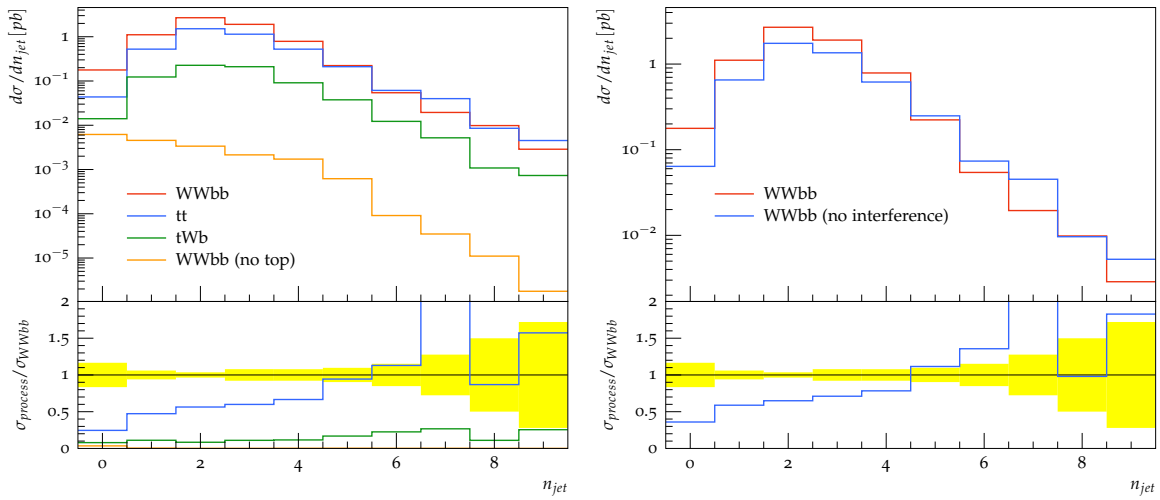 dσ/dn_jet [pb]
1
10⁻¹
10⁻²
10⁻³
10⁻⁴
10⁻⁵
WWbb
tt
tWb
WWbb (no top)
σ_process/σ_WWbb
2
1.5
1
0.5
0
0 2 4 6 8
n_jet
dσ/dn_jet [pb]
1
10⁻¹
10⁻²
WWbb
WWbb (no interference)
σ_process/σ_WWbb
2
1.5
1
0.5
0
0 2 4 6 8
n_jet